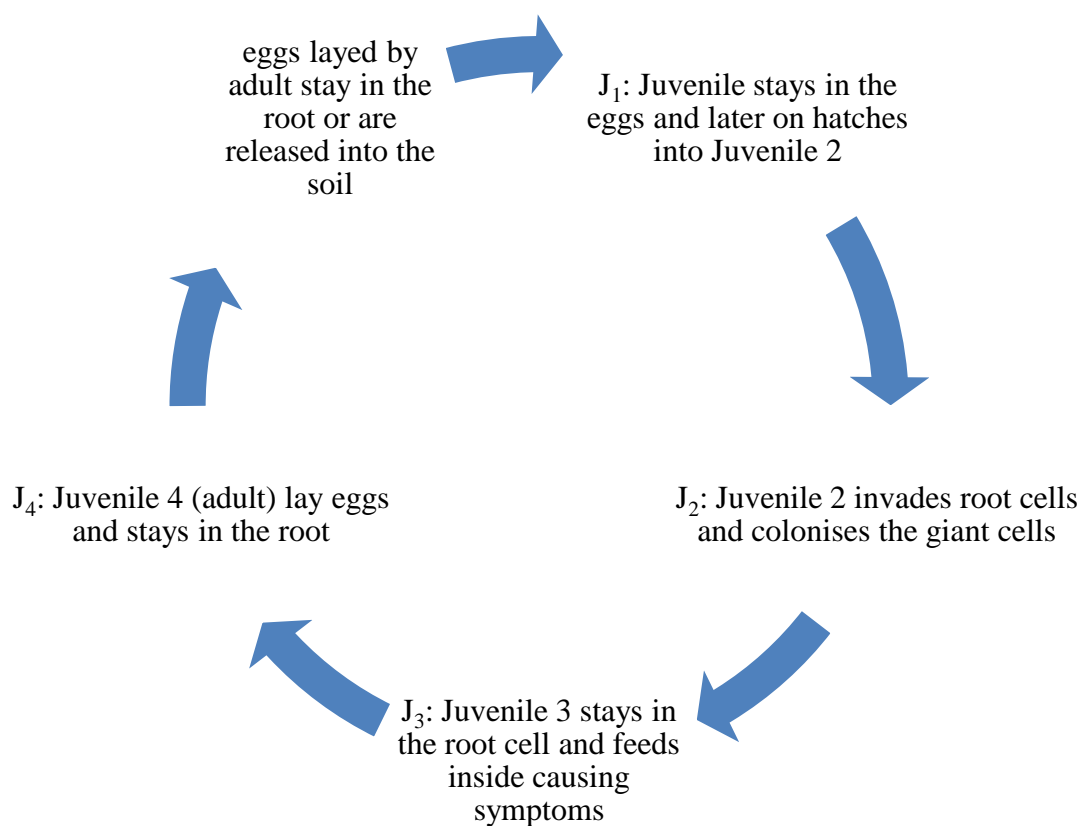 eggs layed by
adult stay in the
root or are
released into the
soil
J₁: Juvenile stays in the
eggs and later on hatches
into Juvenile 2
J₂: Juvenile 2 invades root cells
and colonises the giant cells
J₃: Juvenile 3 stays in
the root cell and feeds
inside causing
symptoms
J₄: Juvenile 4 (adult) lay eggs
and stays in the root